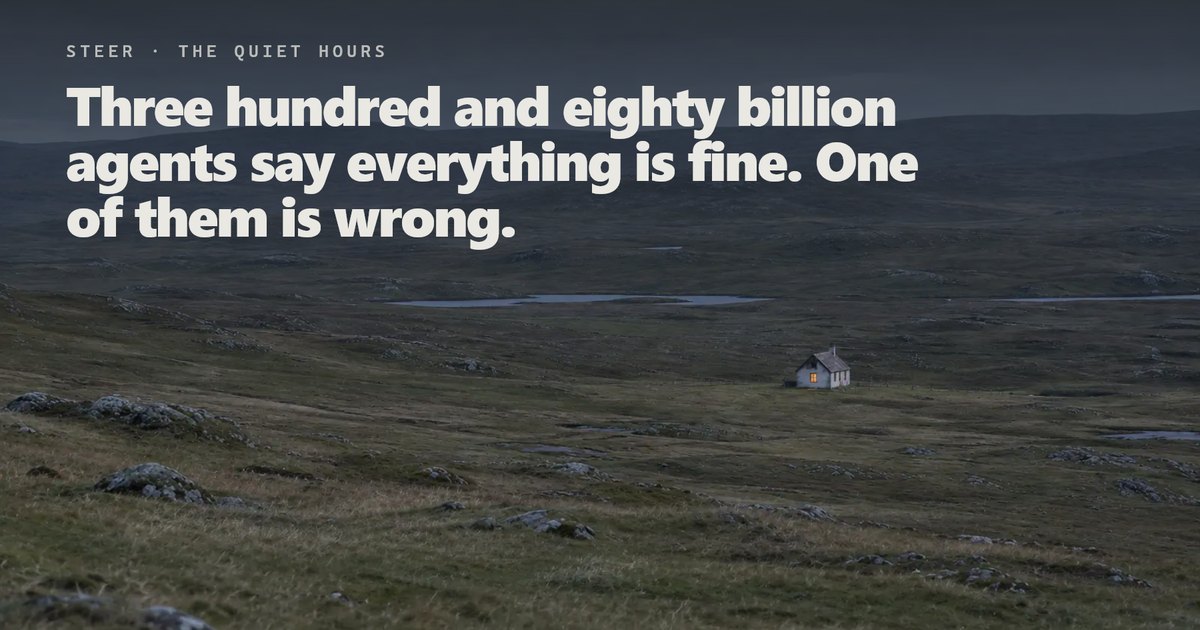 STEER · THE QUIET HOURS
Three hundred and eighty billion
agents say everything is fine. One
of them is wrong.